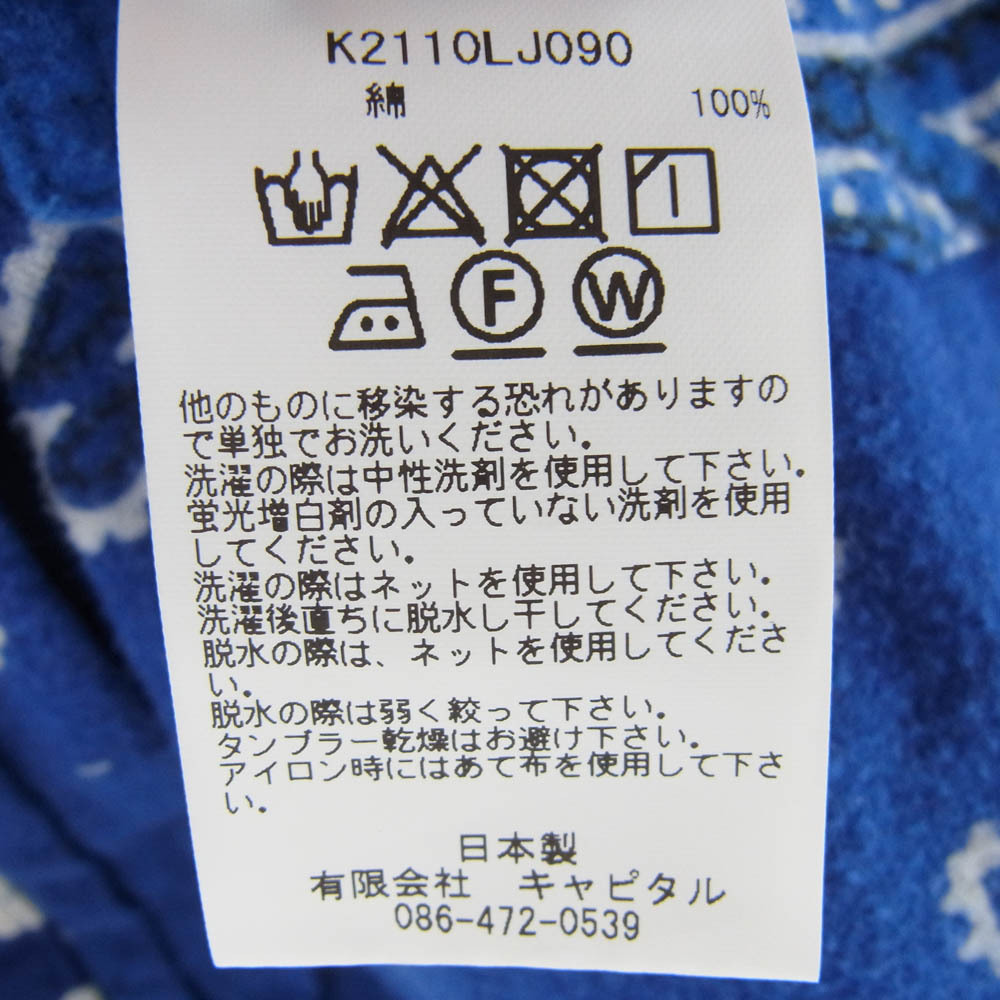 K2110LJ090
綿 100%
F W
他のものに移染する恐れがありますの
で単独でお洗いください。
洗濯の際は中性洗剤を使用して下さい。
蛍光増白剤の入っていない洗剤を使用
してください。
洗濯の際はネットを使用して下さい。
洗濯後直ちに脱水し干してください。
脱水の際は、ネットを使用してくださ
い。
脱水の際は弱く絞って下さい。
タンブラー乾燥はお避け下さい。
アイロン時にはあて布を使用して下さ
い。
日本製
有限会社 キャピタル
086-472-0539